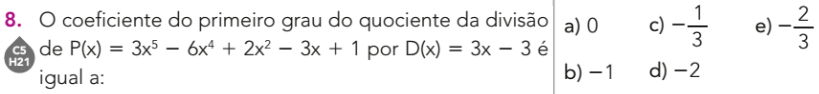 8. O coeficiente do primeiro grau do quociente da divisão
C5 H21 de P(x) = 3x⁵ − 6x⁴ + 2x² − 3x + 1 por D(x) = 3x − 3 é
igual a:
a) 0
b) −1
c) −1/3
d) −2
e) −2/3